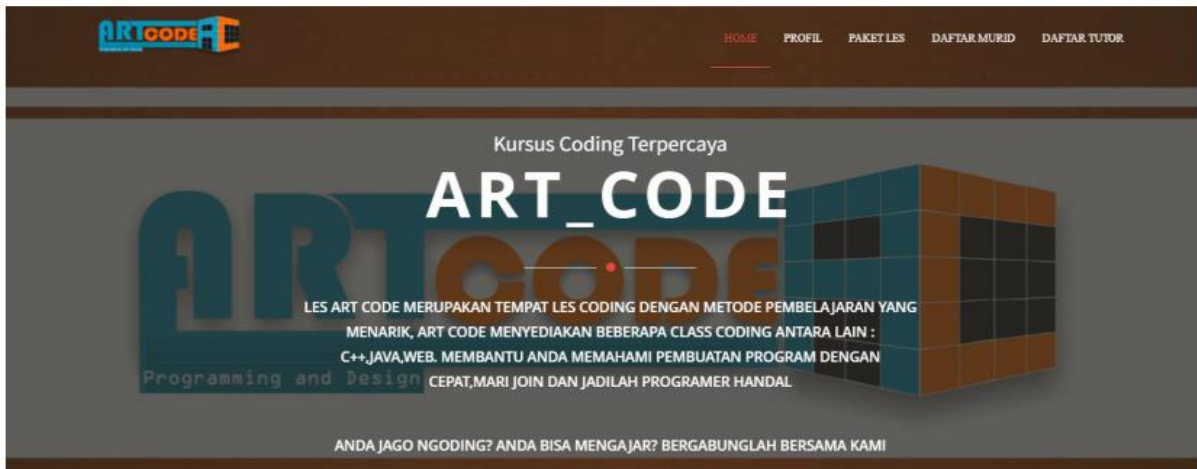 ARTCODE
HOME PROFIL PAKET LES DAFTAR MURID DAFTAR TUTOR
Kursus Coding Terpercaya
ART_CODE
ARTCODE
LES ART CODE MERUPAKAN TEMPAT LES CODING DENGAN METODE PEMBELAJARAN YANG
MENARIK, ART CODE MENYEDIAKAN BEBERAPA CLASS CODING ANTARA LAIN :
C++,JAVA,WEB. MEMBANTU ANDA MEMAHAMI PEMBUATAN PROGRAM DENGAN
Programming and Design
CEPAT,MARI JOIN DAN JADILAH PROGRAMER HANDAL
ANDA JAGO NGODING? ANDA BISA MENGAJAR? BERGABUNGLAH BERSAMA KAMI